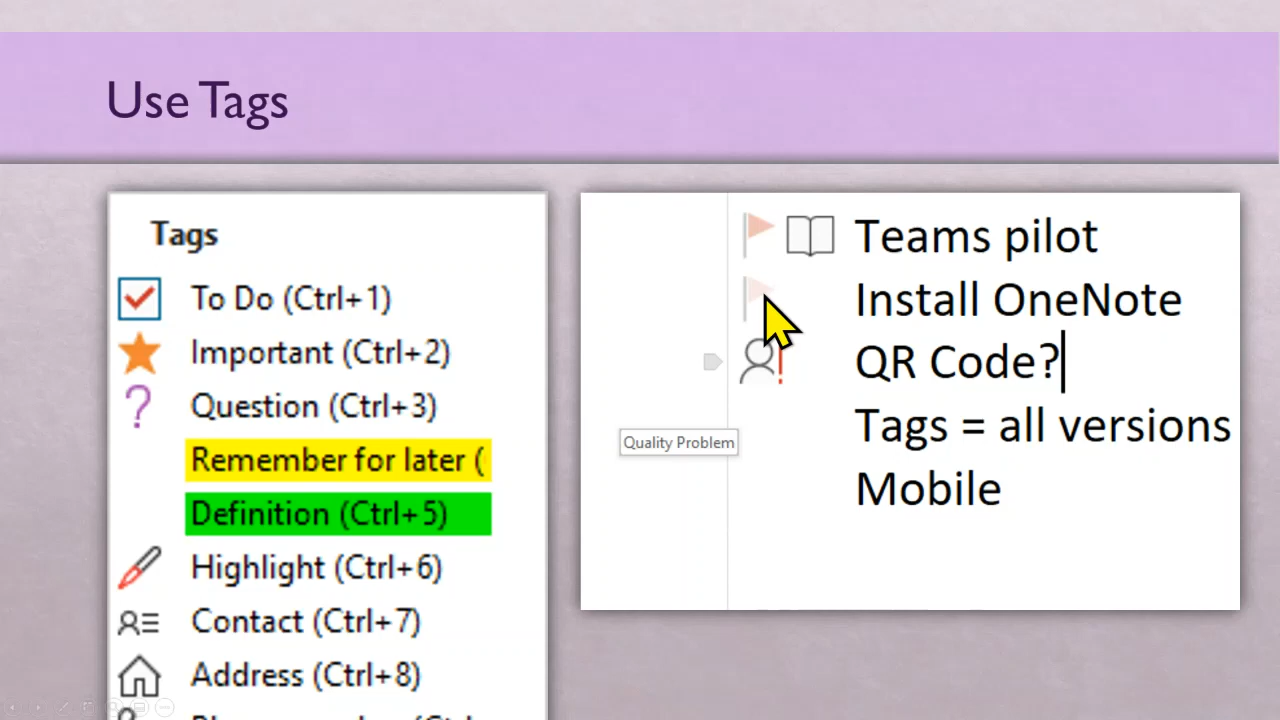 Use Tags
Tags
To Do (Ctrl+1)
Important (Ctrl+2)
Question (Ctrl+3)
Remember for later (
Definition (Ctrl+5)
Highlight (Ctrl+6)
Contact (Ctrl+7)
Address (Ctrl+8)
Teams pilot
Install OneNote
QR Code?
Tags = all versions
Quality Problem
Mobile